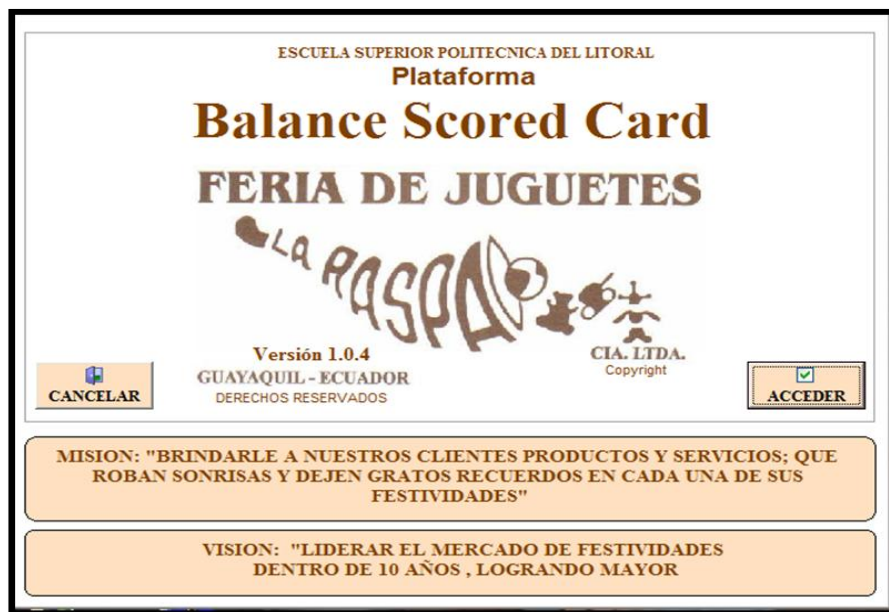 ESCUELA SUPERIOR POLITECNICA DEL LITORAL
Plataforma
Balance Scored Card
FERIA DE JUGUETES
LA RASPA
Versión 1.0.4
CIA. LTDA.
GUAYAQUIL - ECUADOR
Copyright
DERECHOS RESERVADOS
CANCELAR
ACCEDER
MISION: "BRINDARLE A NUESTROS CLIENTES PRODUCTOS Y SERVICIOS; QUE
ROBAN SONRISAS Y DEJEN GRATOS RECUERDOS EN CADA UNA DE SUS
FESTIVIDADES"
VISION: "LIDERAR EL MERCADO DE FESTIVIDADES
DENTRO DE 10 AÑOS , LOGRANDO MAYOR